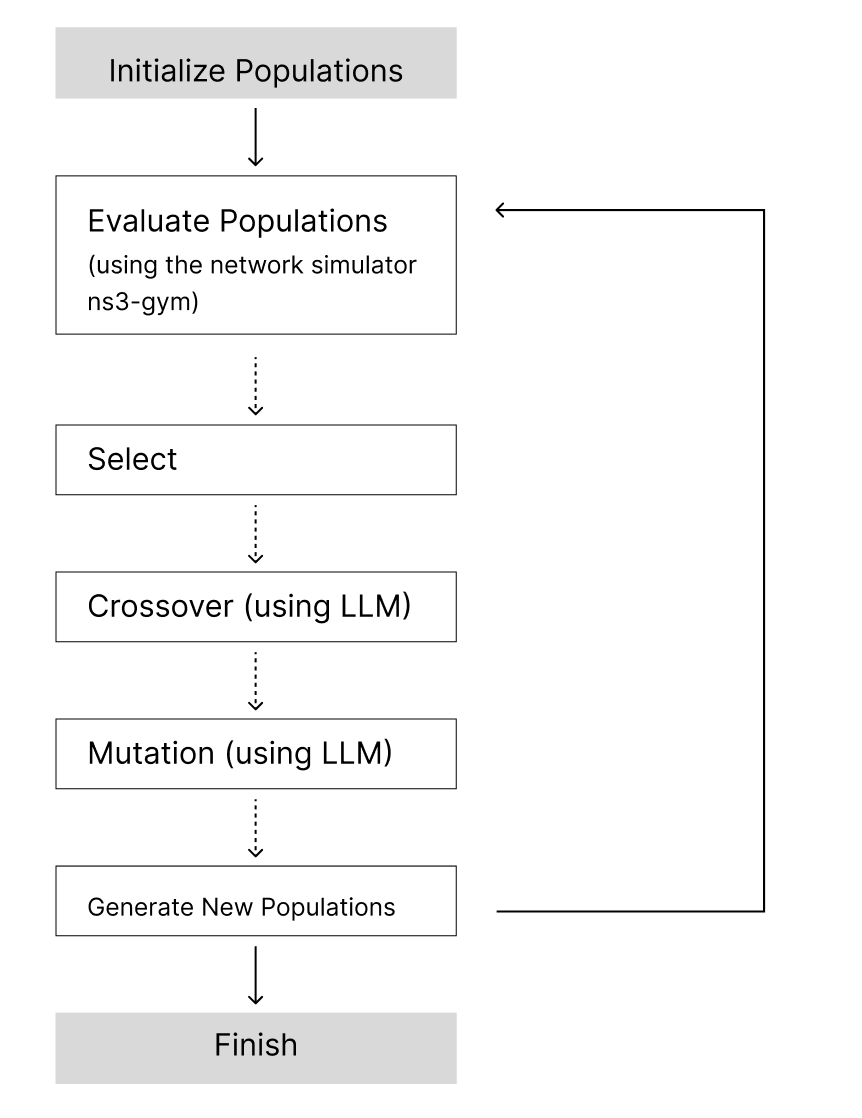 Initialize Populations
Evaluate Populations
(using the network simulator
ns3-gym)
Select
Crossover (using LLM)
Mutation (using LLM)
Generate New Populations
Finish